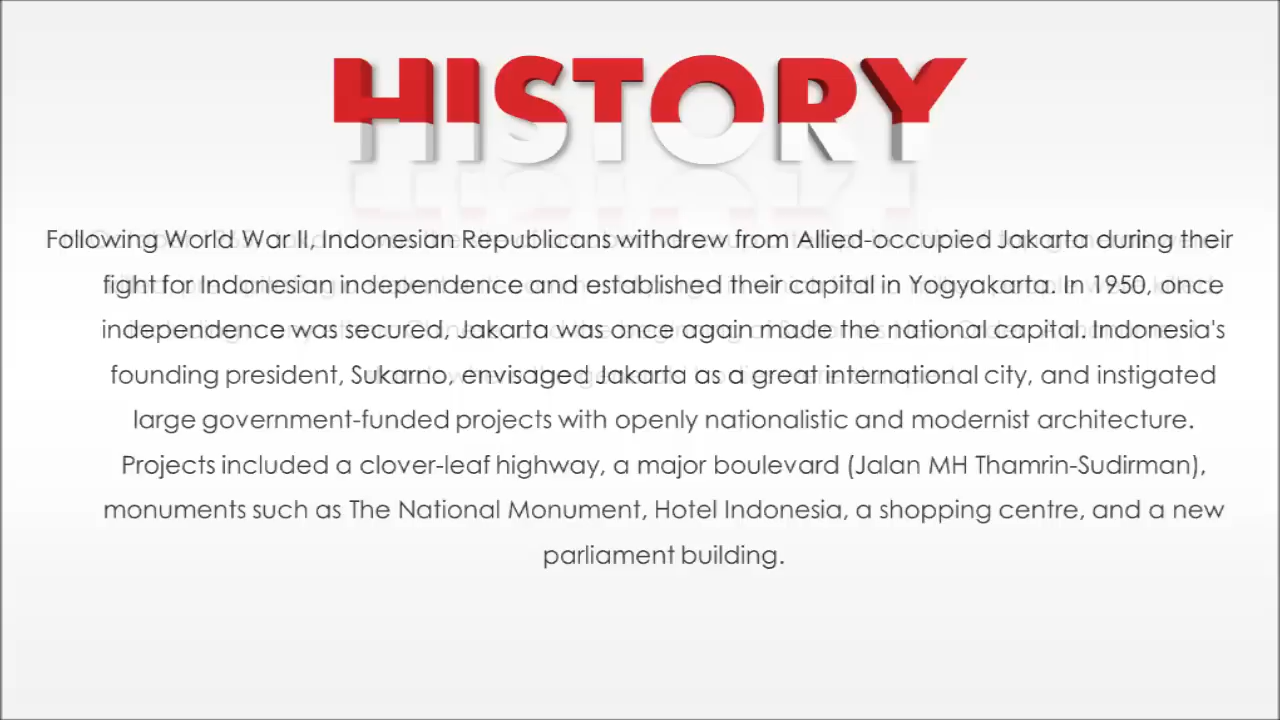 HISTORY
Following World War II, Indonesian Republicans withdrew from Allied-occupied Jakarta during their
fight for Indonesian independence and established their capital in Yogyakarta. In 1950, once
independence was secured, Jakarta was once again made the national capital. Indonesia's
founding president, Sukarno, envisaged Jakarta as a great international city, and instigated
large government-funded projects with openly nationalistic and modernist architecture.
Projects included a clover-leaf highway, a major boulevard (Jalan MH Thamrin-Sudirman),
monuments such as The National Monument, Hotel Indonesia, a shopping centre, and a new
parliament building.